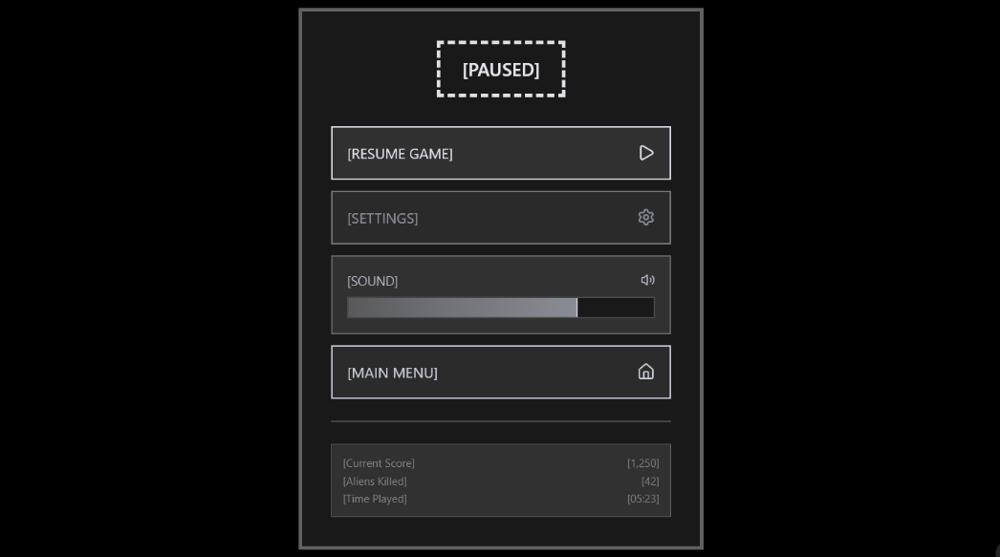 [PAUSED]
[RESUME GAME]
[SETTINGS]
[SOUND]
[MAIN MENU]
[Current Score] [1,250]
[Aliens Killed] [42]
[Time Played] [05:23]